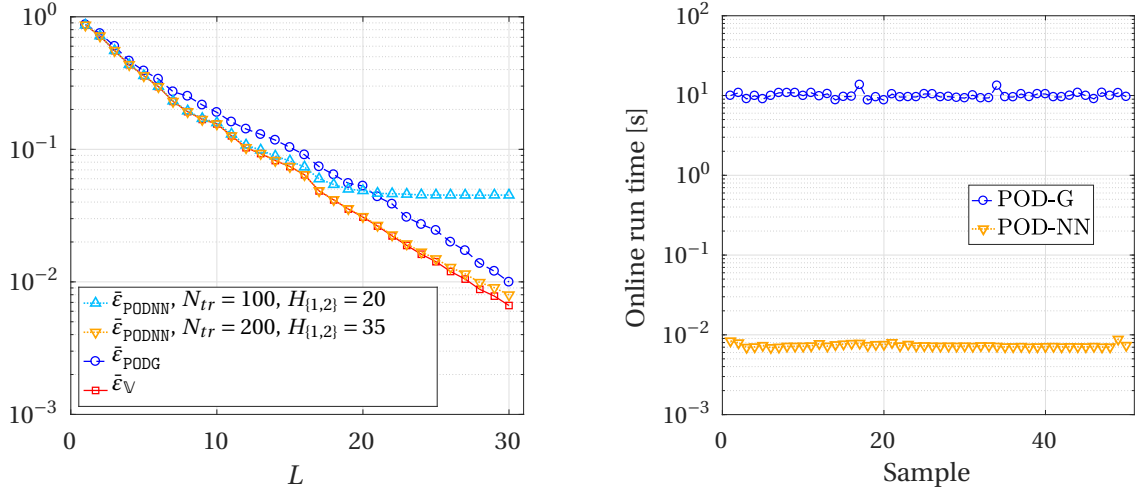 10^0
10^-1
10^-2
10^-3
0 10 20 30
L
ε̄_PODNN, N_tr = 100, H_{1,2} = 20
ε̄_PODNN, N_tr = 200, H_{1,2} = 35
ε̄_PODG
ε̄_𝕍
Online run time [s]
10^2
10^1
10^0
10^-1
10^-2
10^-3
0 20 40
Sample
POD-G
POD-NN